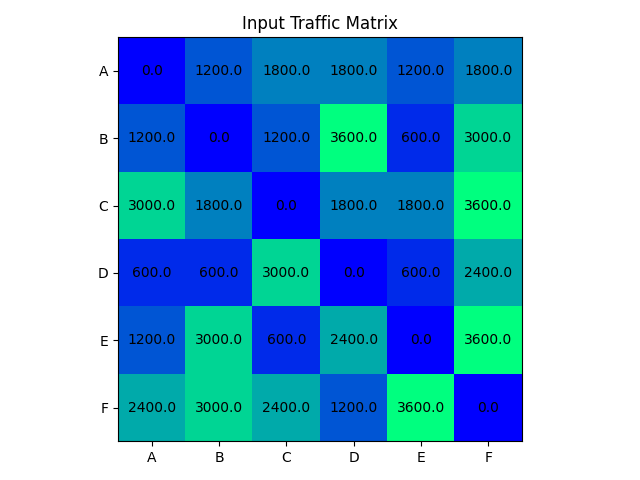 Input Traffic Matrix
A 0.0 1200.0 1800.0 1800.0 1200.0 1800.0
B 1200.0 0.0 1200.0 3600.0 600.0 3000.0
C 3000.0 1800.0 0.0 1800.0 1800.0 3600.0
D 600.0 600.0 3000.0 0.0 600.0 2400.0
E 1200.0 3000.0 600.0 2400.0 0.0 3600.0
F 2400.0 3000.0 2400.0 1200.0 3600.0 0.0
A B C D E F